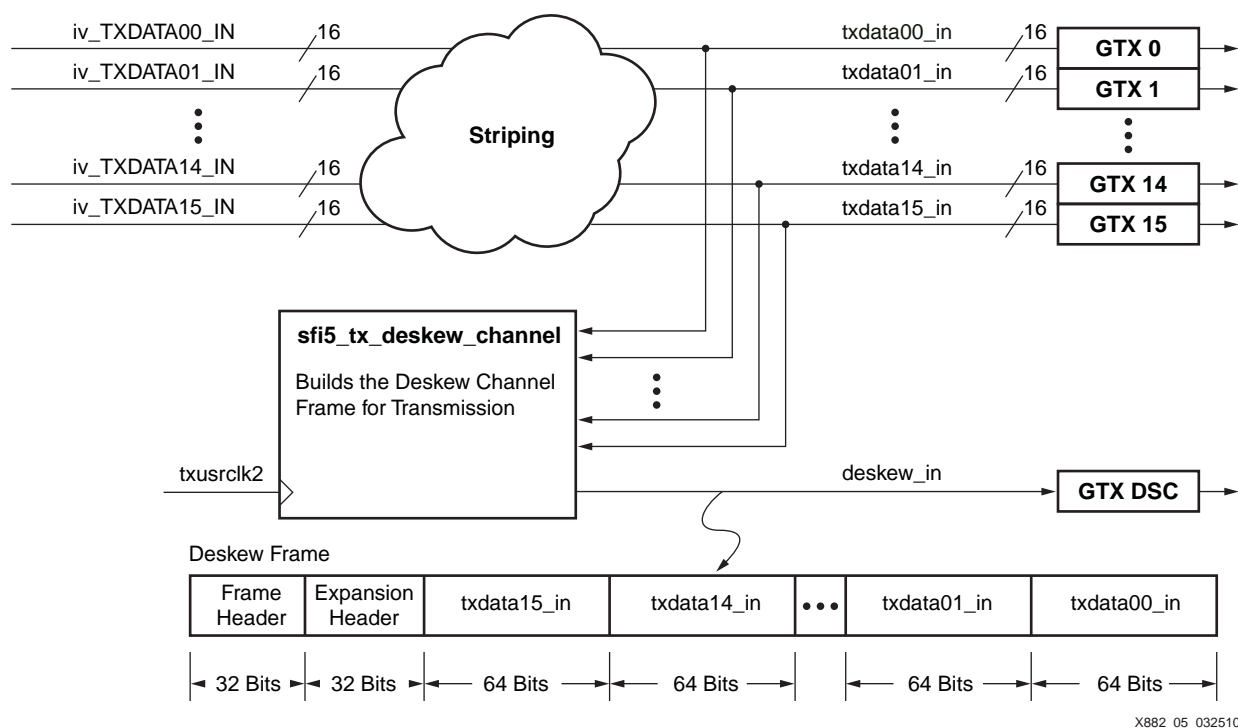 iv_TXDATA00_IN
16
txdata00_in
16
GTX 0
iv_TXDATA01_IN
16
txdata01_in
16
GTX 1
Striping
iv_TXDATA14_IN
16
txdata14_in
16
GTX 14
iv_TXDATA15_IN
16
txdata15_in
16
GTX 15
sfi5_tx_deskew_channel
Builds the Deskew Channel
Frame for Transmission
txusrclk2
deskew_in
GTX DSC
Deskew Frame
Frame
Header
Expansion
Header
txdata15_in
txdata14_in
txdata01_in
txdata00_in
32 Bits
32 Bits
64 Bits
64 Bits
64 Bits
64 Bits
X882_05_032510